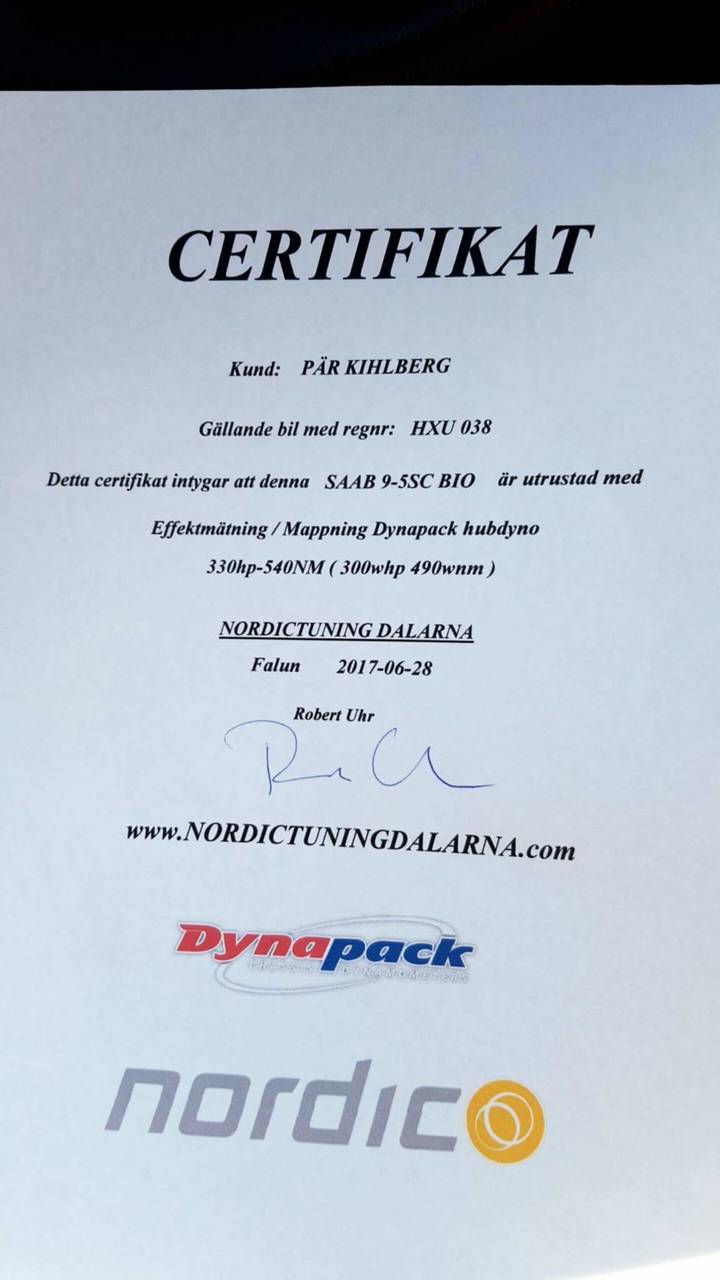 CERTIFIKAT
Kund: PÄR KIHLBERG
Gällande bil med regnr: HXU 038
Detta certifikat intygar att denna SAAB 9-5SC BIO är utrustad med
Effektmätning / Mappning Dynapack hubdyno
330hp-540NM ( 300whp 490wnm )
NORDICTUNING DALARNA
Falun 2017-06-28
Robert Uhr
www.NORDICTUNINGDALARNA.com
Dynapack
CHASSIS DYNAMOMETERS
nordic